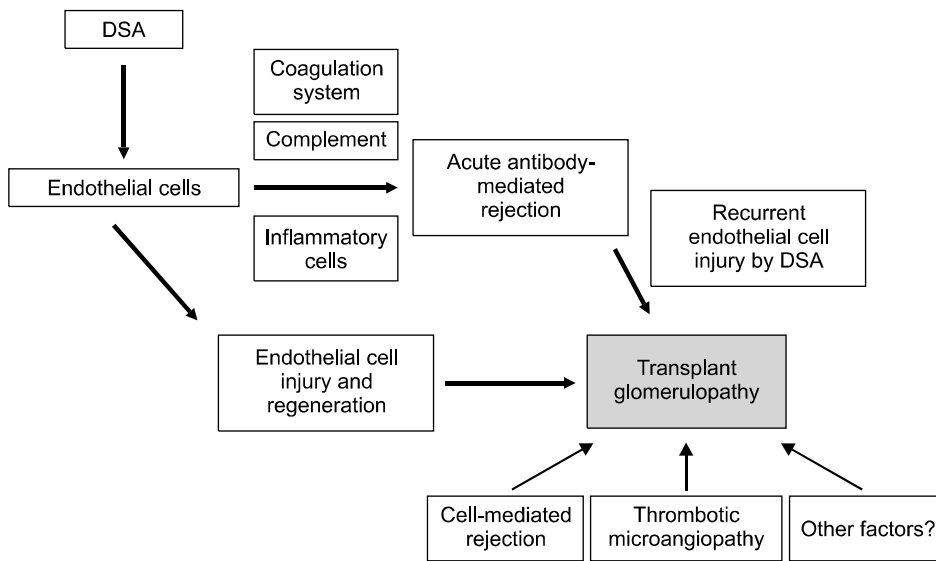 DSA
Coagulation
system
Complement
Endothelial cells
Acute antibody-
mediated
rejection
Inflammatory
cells
Recurrent
endothelial cell
injury by DSA
Endothelial cell
injury and
regeneration
Transplant
glomerulopathy
Cell-mediated
rejection
Thrombotic
microangiopathy
Other factors?